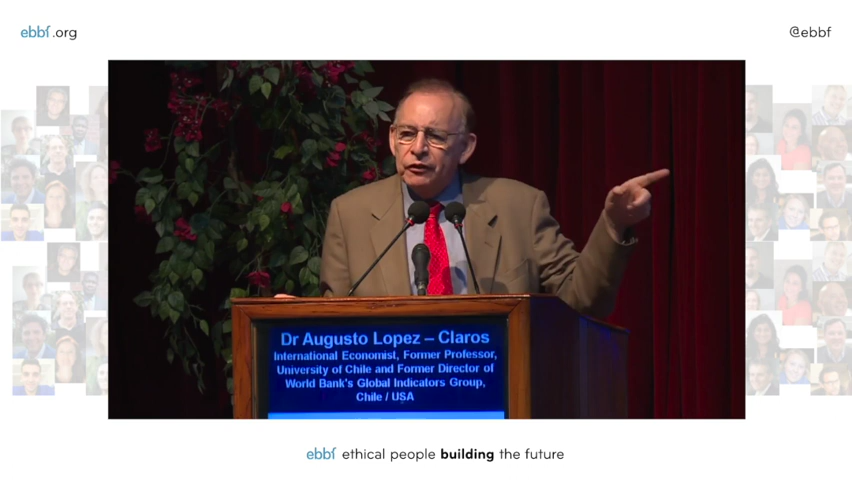 ebbf.org
@ebbf
Dr Augusto Lopez – Claros
International Economist, Former Professor,
University of Chile and Former Director of
World Bank's Global Indicators Group,
Chile / USA
ebbf ethical people building the future